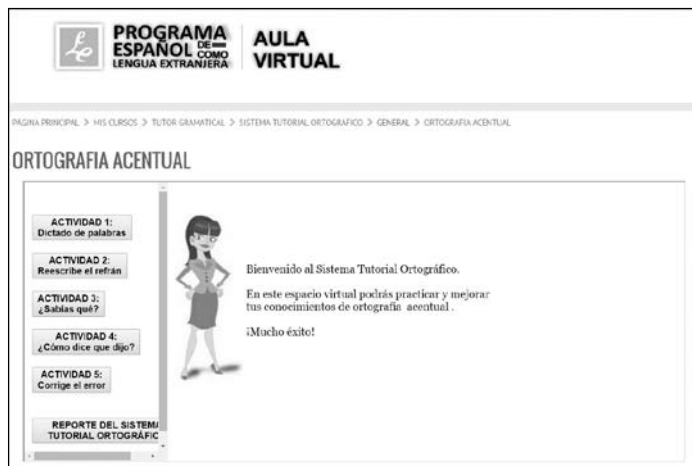 PROGRAMA
ESPAÑOL DE COMO
LENGUA EXTRANJERA
AULA
VIRTUAL
PAGINA PRINCIPAL > MIS CURSOS > TUTOR GRAMATICAL > SISTEMA TUTORIAL ORTOGRAFICO > GENERAL > ORTOGRAFIA ACENTUAL
ORTOGRAFIA ACENTUAL
ACTIVIDAD 1:
Dictado de palabras
ACTIVIDAD 2:
Reescribe el refrán
ACTIVIDAD 3:
¿Sabías qué?
ACTIVIDAD 4:
¿Cómo dice que dijo?
ACTIVIDAD 5:
Corrige el error
REPORTE DEL SISTEMA
TUTORIAL ORTOGRÁFIC
Bienvenido al Sistema Tutorial Ortográfico.
En este espacio virtual podrás practicar y mejorar
tus conocimientos de ortografía acentual .
¡Mucho éxito!